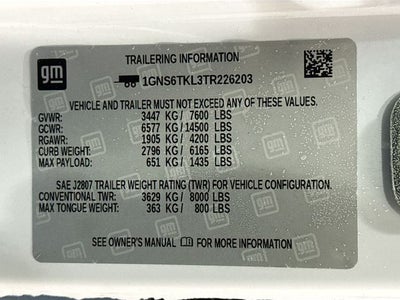 gm
TRAILERING INFORMATION
1GNS6TKL3TR226203
VEHICLE AND TRAILER MUST NOT EXCEED ANY OF THESE VALUES.
GVWR: 3447 KG/ 7600 LBS
GCWR: 6577 KG/14500 LBS
RGAWR: 1905 KG/ 4200 LBS
CURB WEIGHT: 2796 KG/ 6165 LBS
MAX PAYLOAD: 651 KG/ 1435 LBS
SAE J2807 TRAILER WEIGHT RATING (TWR) FOR VEHICLE CONFIGURATION.
CONVENTIONAL TWR: 3629 KG/ 8000 LBS
MAX TONGUE WEIGHT: 363 KG/ 800 LBS
SEE OWNER'S MANUAL FOR MORE INFORMATION